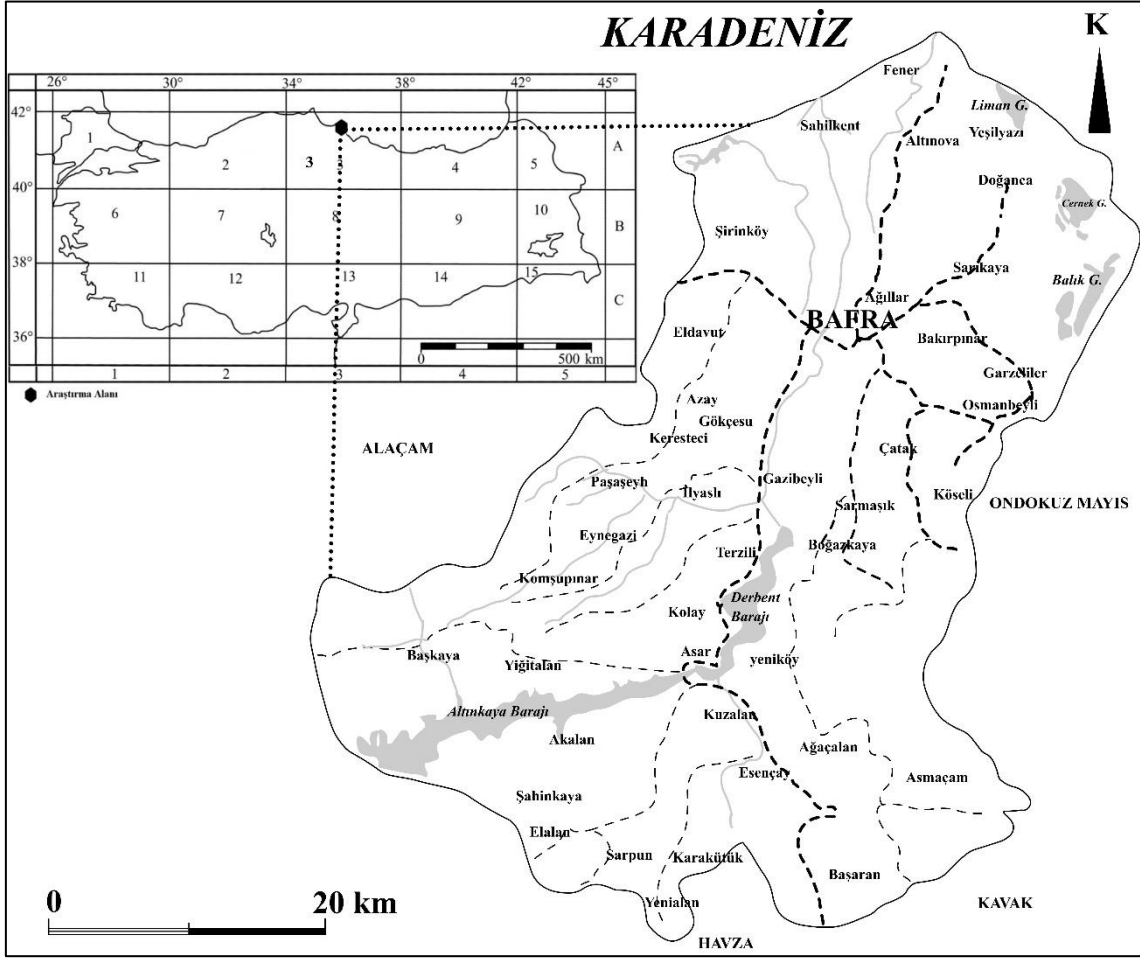 KARADENİZ
K
26°
30°
34°
38°
42°
45°
42°
40°
38°
36°
1
2
3
3
4
5
A
6
7
8
9
10
B
11
12
13
14
15
C
0
500 km
1
2
3
4
5
Araştırma Alanı
Fener
Liman G.
Sahilkent
Altınova
Yeşilyazı
Doğanca
Cernek G.
Şirinköy
Sarıkaya
Balık G.
Ağıllar
BAFRA
Eldavut
Bakırpınar
Garzeliler
Azay
Osmanbeyli
Gökçesu
Keresteci
ALAÇAM
Çatak
Paşaşeyh
İlyaslı
Gazibeyli
Köseli
ONDOKUZ MAYIS
Sarmaşık
Eynegazi
Terzili
Boğazkaya
Komşupınar
Derbent
Barajı
Kolay
Asar
Başkaya
Yiğitalan
yeniköy
Altınkaya Barajı
Kuzalan
Akalan
Ağaçalan
Esençay
Asmaçam
Şahinkaya
Elalan
Sarpun
Karakütük
Başaran
0
20 km
Yenialan
KAVAK
HAVZA